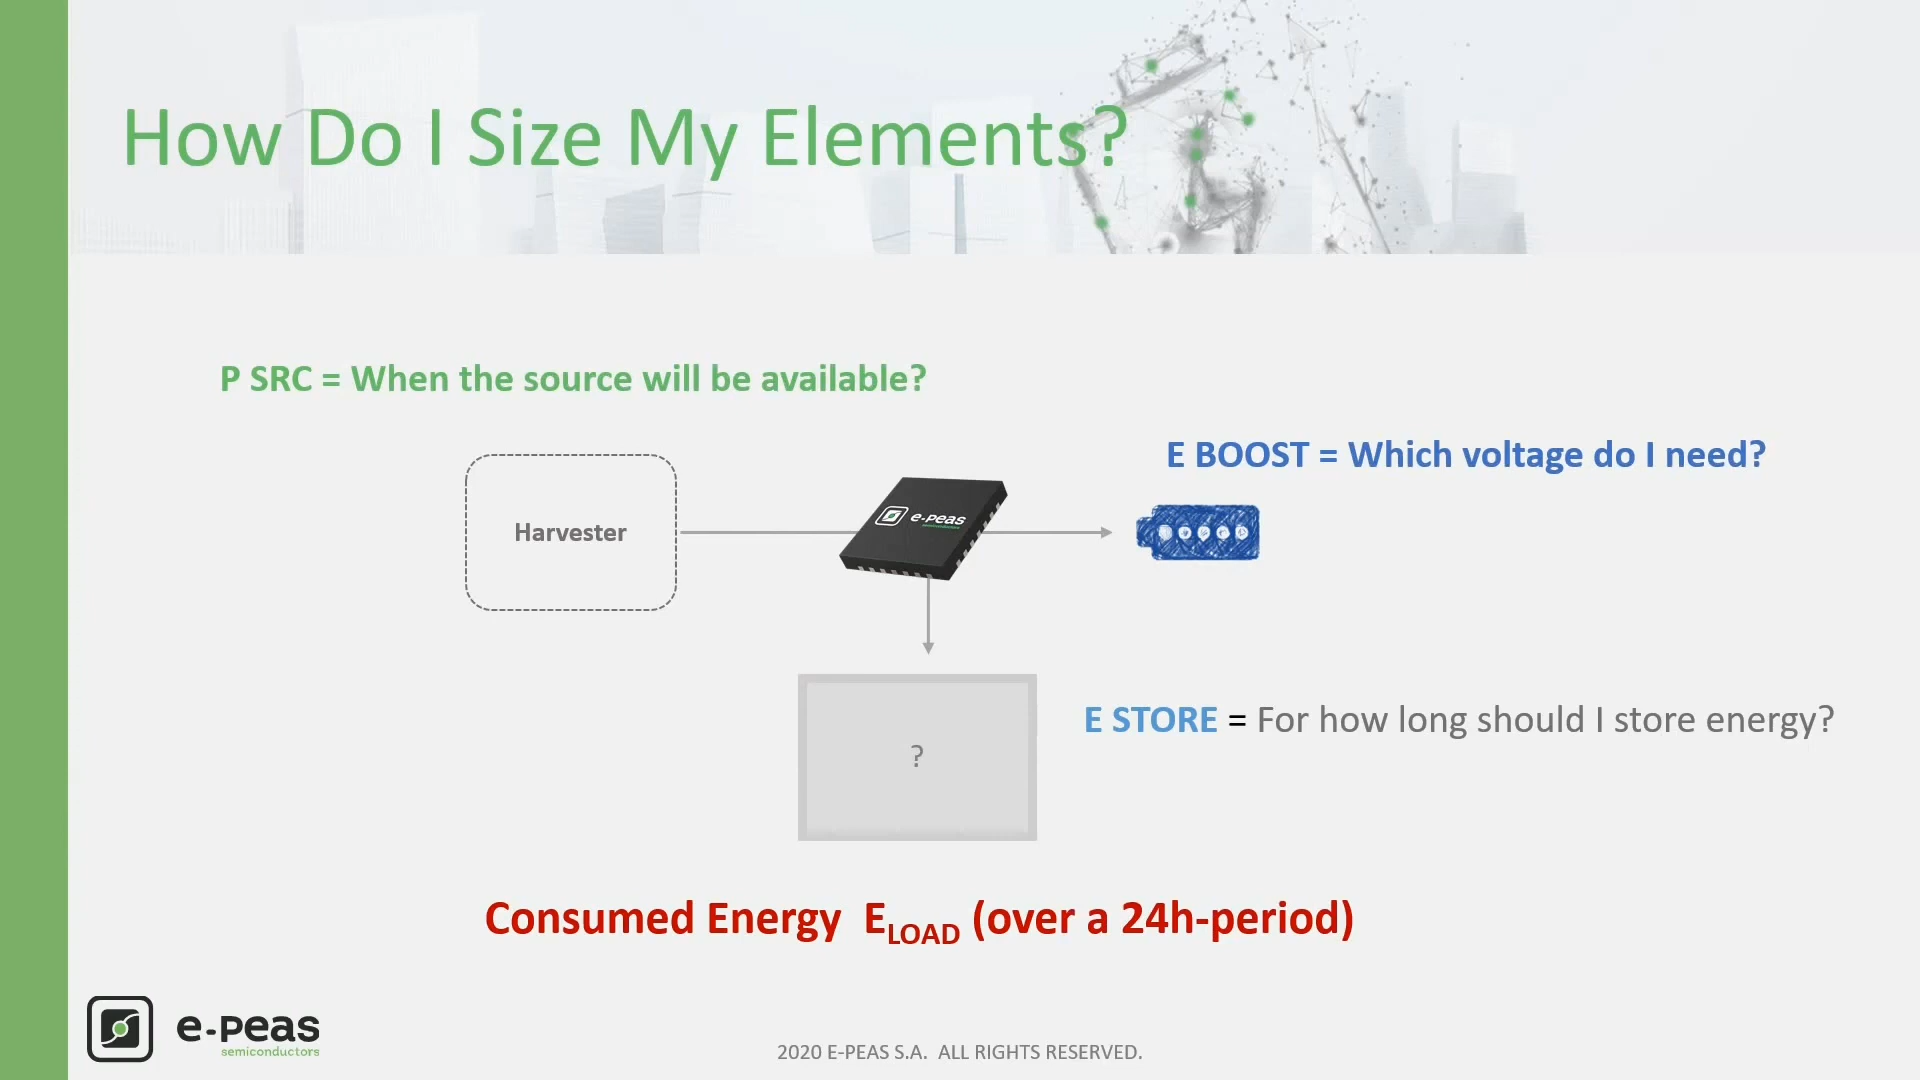 How Do I Size My Elements?
P SRC = When the source will be available?
E BOOST = Which voltage do I need?
Harvester
e-peas
E STORE = For how long should I store energy?
?
Consumed Energy ELOAD (over a 24h-period)
e-peas
semiconductors
2020 E-PEAS S.A. ALL RIGHTS RESERVED.